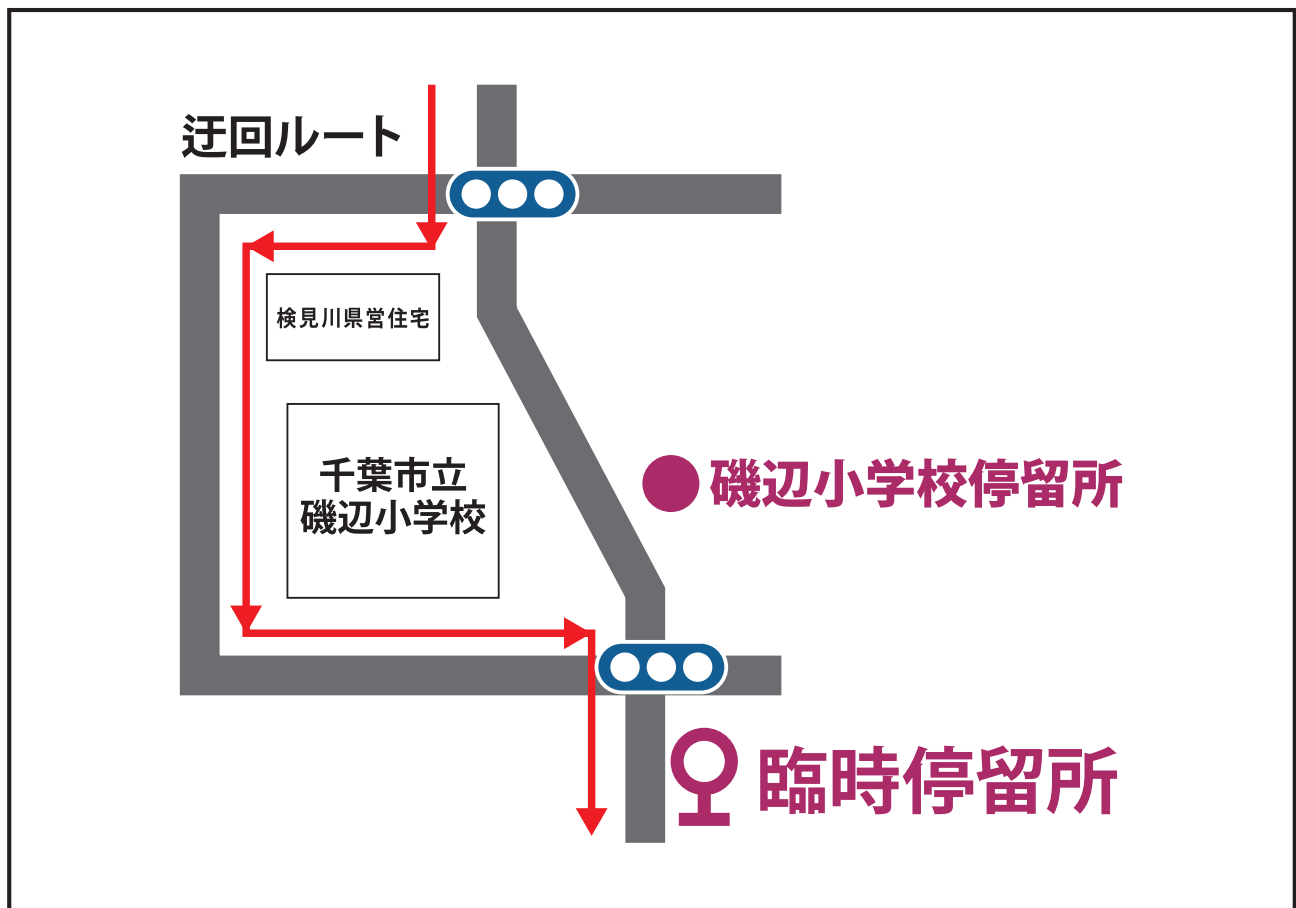 迂回ルート
検見川県営住宅
千葉市立
磯辺小学校
磯辺小学校停留所
臨時停留所